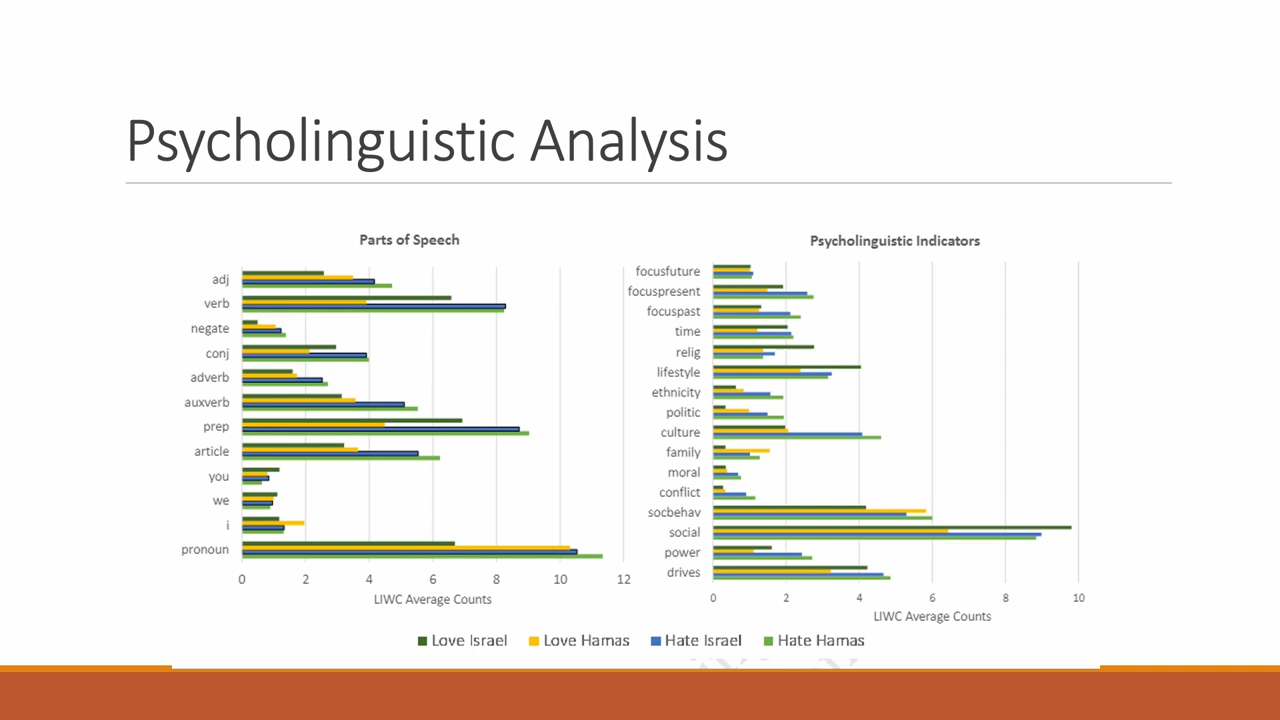 Psycholinguistic Analysis
Parts of Speech
adj
verb
negate
conj
adverb
auxverb
prep
article
you
we
i
pronoun
0 2 4 6 8 10 12
LIWC Average Counts
Psycholinguistic Indicators
focusfuture
focuspresent
focuspast
time
relig
lifestyle
ethnicity
politic
culture
family
moral
conflict
socbehav
social
power
drives
0 2 4 6 8 10
LIWC Average Counts
Love Israel Love Hamas Hate Israel Hate Hamas